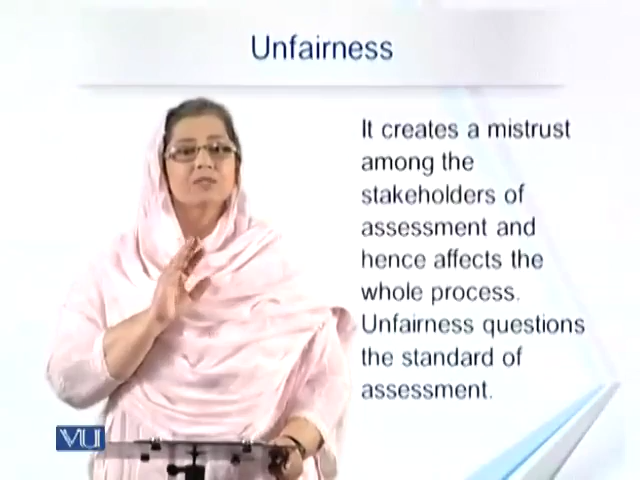 Unfairness
It creates a mistrust
among the
stakeholders of
assessment and
hence affects the
whole process.
Unfairness questions
the standard of
assessment.
VU